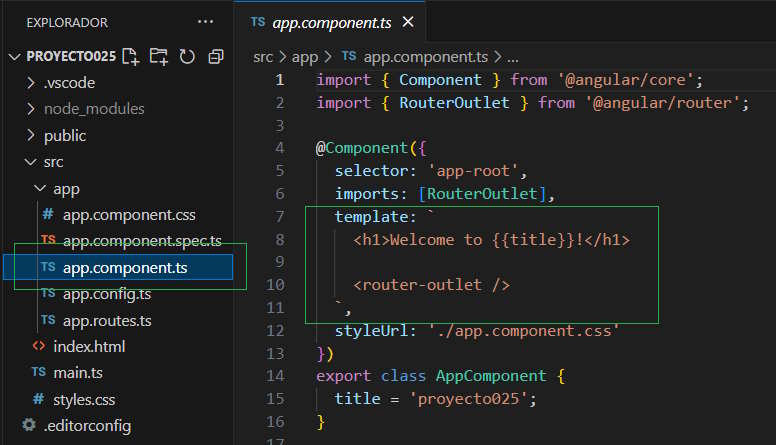 EXPLORADOR
PROYECTO025
.vscode
node_modules
public
src
app
# app.component.css
TS app.component.spec.ts
TS app.component.ts
TS app.config.ts
TS app.routes.ts
<> index.html
TS main.ts
# styles.css
.editorconfig
TS app.component.ts ×
src > app > TS app.component.ts > ...
1 import { Component } from '@angular/core';
2 import { RouterOutlet } from '@angular/router';
3
4 @Component({
5 selector: 'app-root',
6 imports: [RouterOutlet],
7 template: `
8 <h1>Welcome to {{title}}!</h1>
9
10 <router-outlet />
11 `,
12 styleUrl: './app.component.css'
13 })
14 export class AppComponent {
15 title = 'proyecto025';
16 }
17